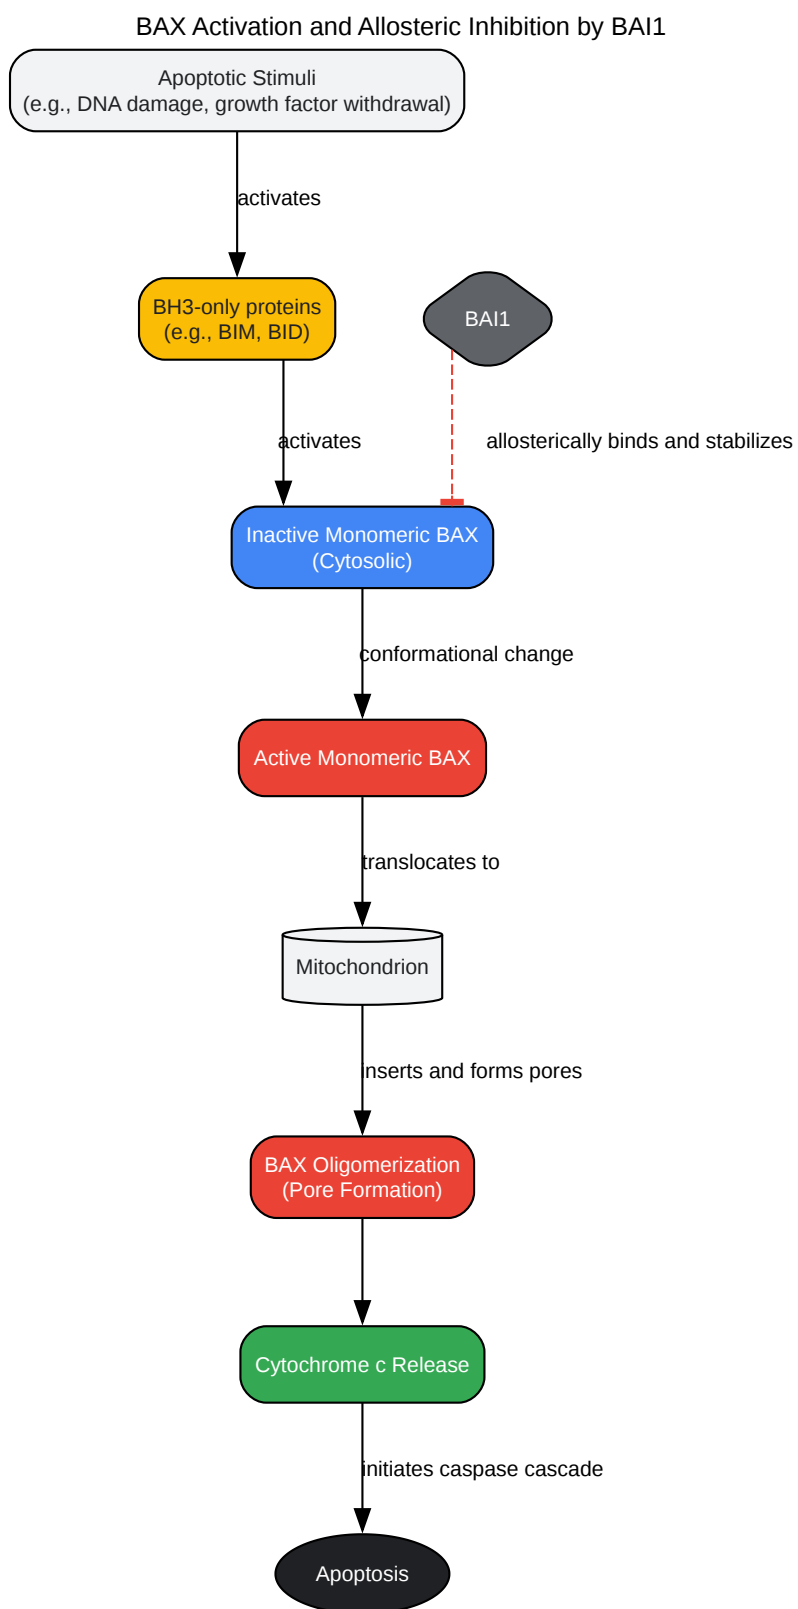 BAX Activation and Allosteric Inhibition by BAI1
Apoptotic Stimuli
(e.g., DNA damage, growth factor withdrawal)
activates
BH3-only proteins
(e.g., BIM, BID)
BAI1
activates
allosterically binds and stabilizes
Inactive Monomeric BAX
(Cytosolic)
conformational change
Active Monomeric BAX
translocates to
Mitochondrion
inserts and forms pores
BAX Oligomerization
(Pore Formation)
Cytochrome c Release
initiates caspase cascade
Apoptosis